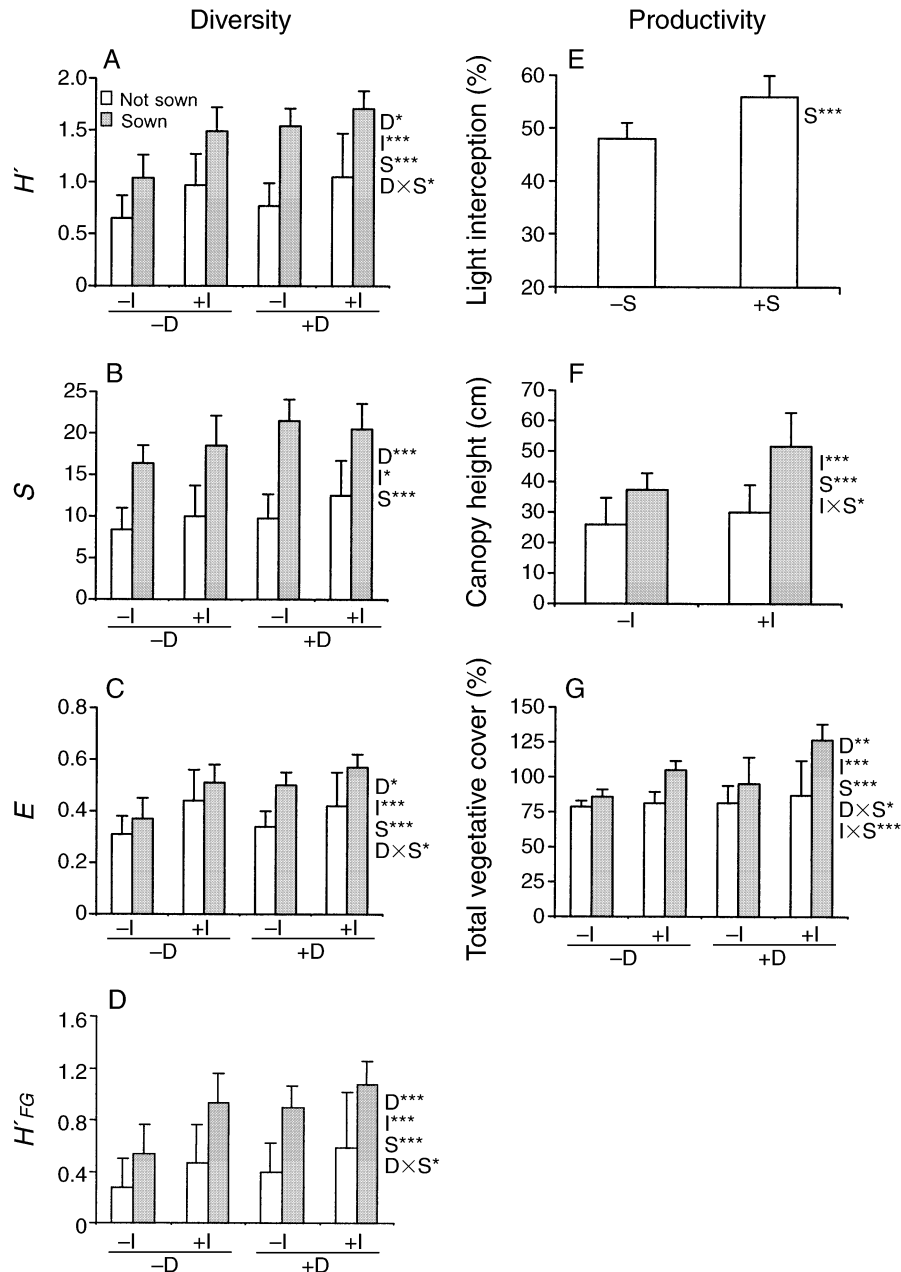 Diversity
Productivity
A
2.0
1.5
1.0
0.5
0
H′
Not sown
Sown
D*
I***
S***
D×S*
–I +I –I +I
–D +D
B
25
20
15
10
5
0
S
D***
I*
S***
–I +I –I +I
–D +D
C
0.8
0.6
0.4
0.2
0
E
D*
I***
S***
D×S*
–I +I –I +I
–D +D
D
1.6
1.2
0.8
0.4
0
H′FG
D***
I***
S***
D×S*
–I +I –I +I
–D +D
E
60
50
40
30
20
Light interception (%)
S***
–S +S
F
70
60
50
40
30
20
10
0
Canopy height (cm)
I***
S***
I×S*
–I +I
G
150
125
100
75
50
25
0
Total vegetative cover (%)
D**
I***
S***
D×S*
I×S***
–I +I –I +I
–D +D